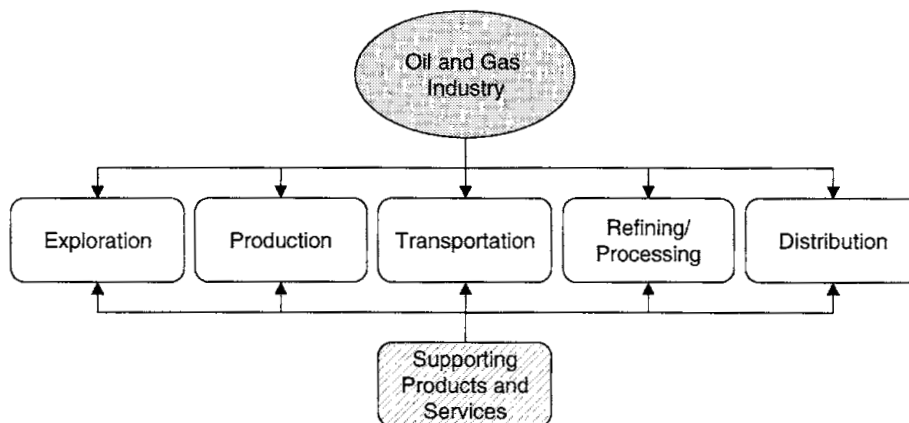 Oil and Gas
Industry
Exploration
Production
Transportation
Refining/
Processing
Distribution
Supporting
Products and
Services